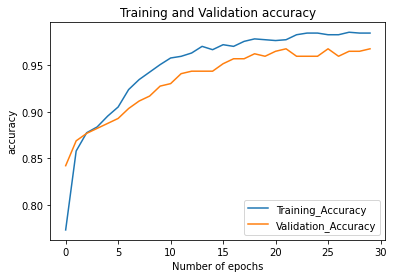 Training and Validation accuracy
accuracy
0.95
0.90
0.85
0.80
0 5 10 15 20 25 30
Number of epochs
Training_Accuracy
Validation_Accuracy